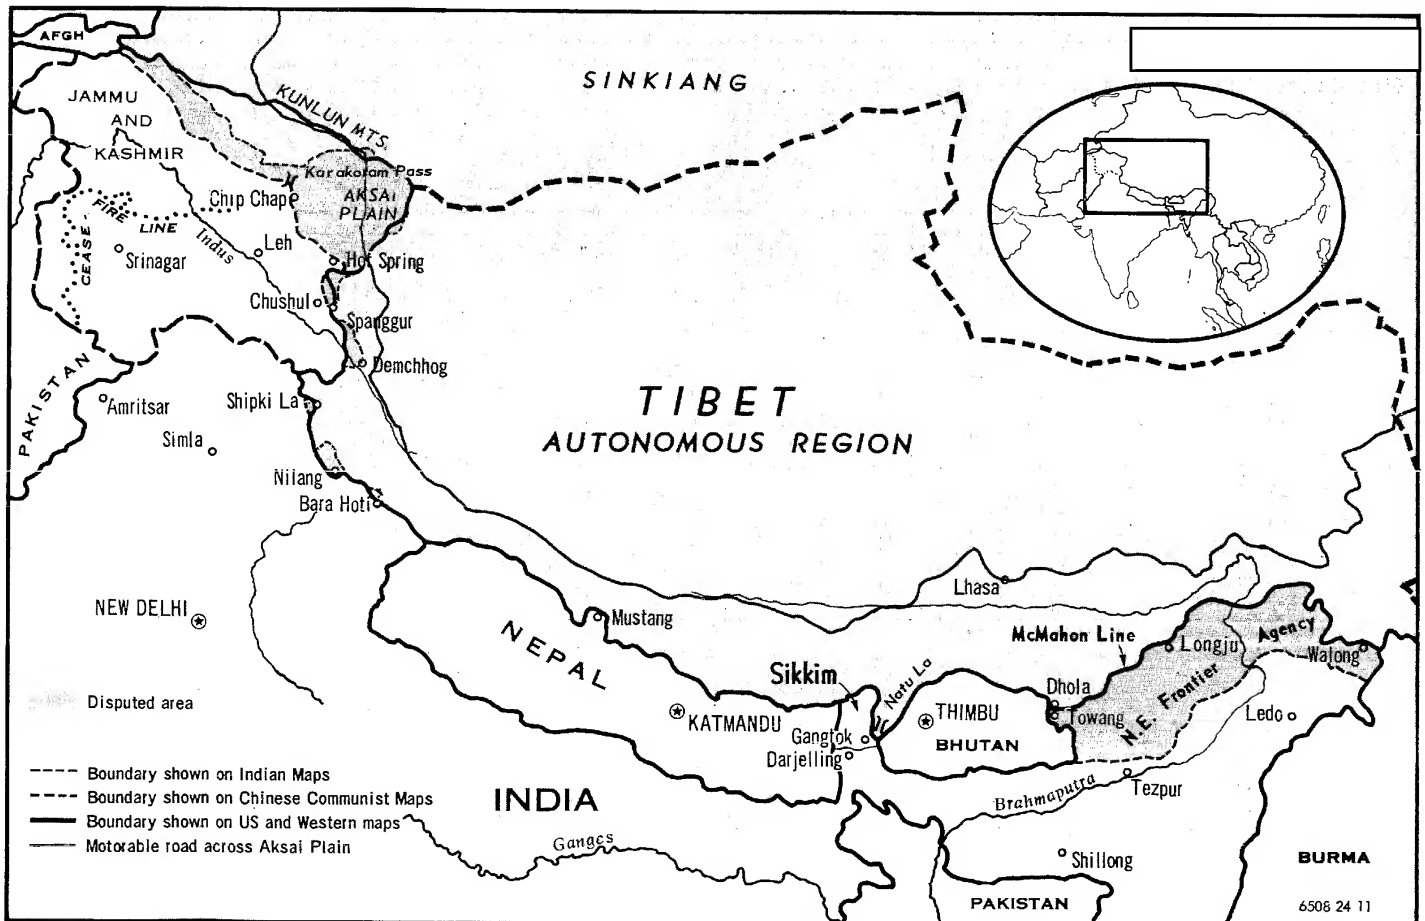 AFGH
SINKIANG
KUNLUN MTS.
JAMMU
AND
KASHMIR
Karakoram Pass
AKSAI
PLAIN
Chip Chap
CEASE-
FIRE
LINE
Indus
Leh
Srinagar
Hot Spring
Chushul
Spanggur
Demchhog
PAKISTAN
Amritsar
Shipki La
Simla
TIBET
AUTONOMOUS REGION
Nilang
Bara Hoti
NEW DELHI
Lhasa
Mustang
NEPAL
McMahon Line
Longju
Agency
Walong
Sikkim
Natu La
Dhola
Towang
N.E. Frontier
Ledo
Disputed area
KATMANDU
THIMBU
BHUTAN
Gangtok
Darjelling
Boundary shown on Indian Maps
Boundary shown on Chinese Communist Maps
Boundary shown on US and Western maps
Motorable road across Aksai Plain
INDIA
Brahmaputra
Tezpur
Ganges
Shillong
BURMA
PAKISTAN
6508 24 11